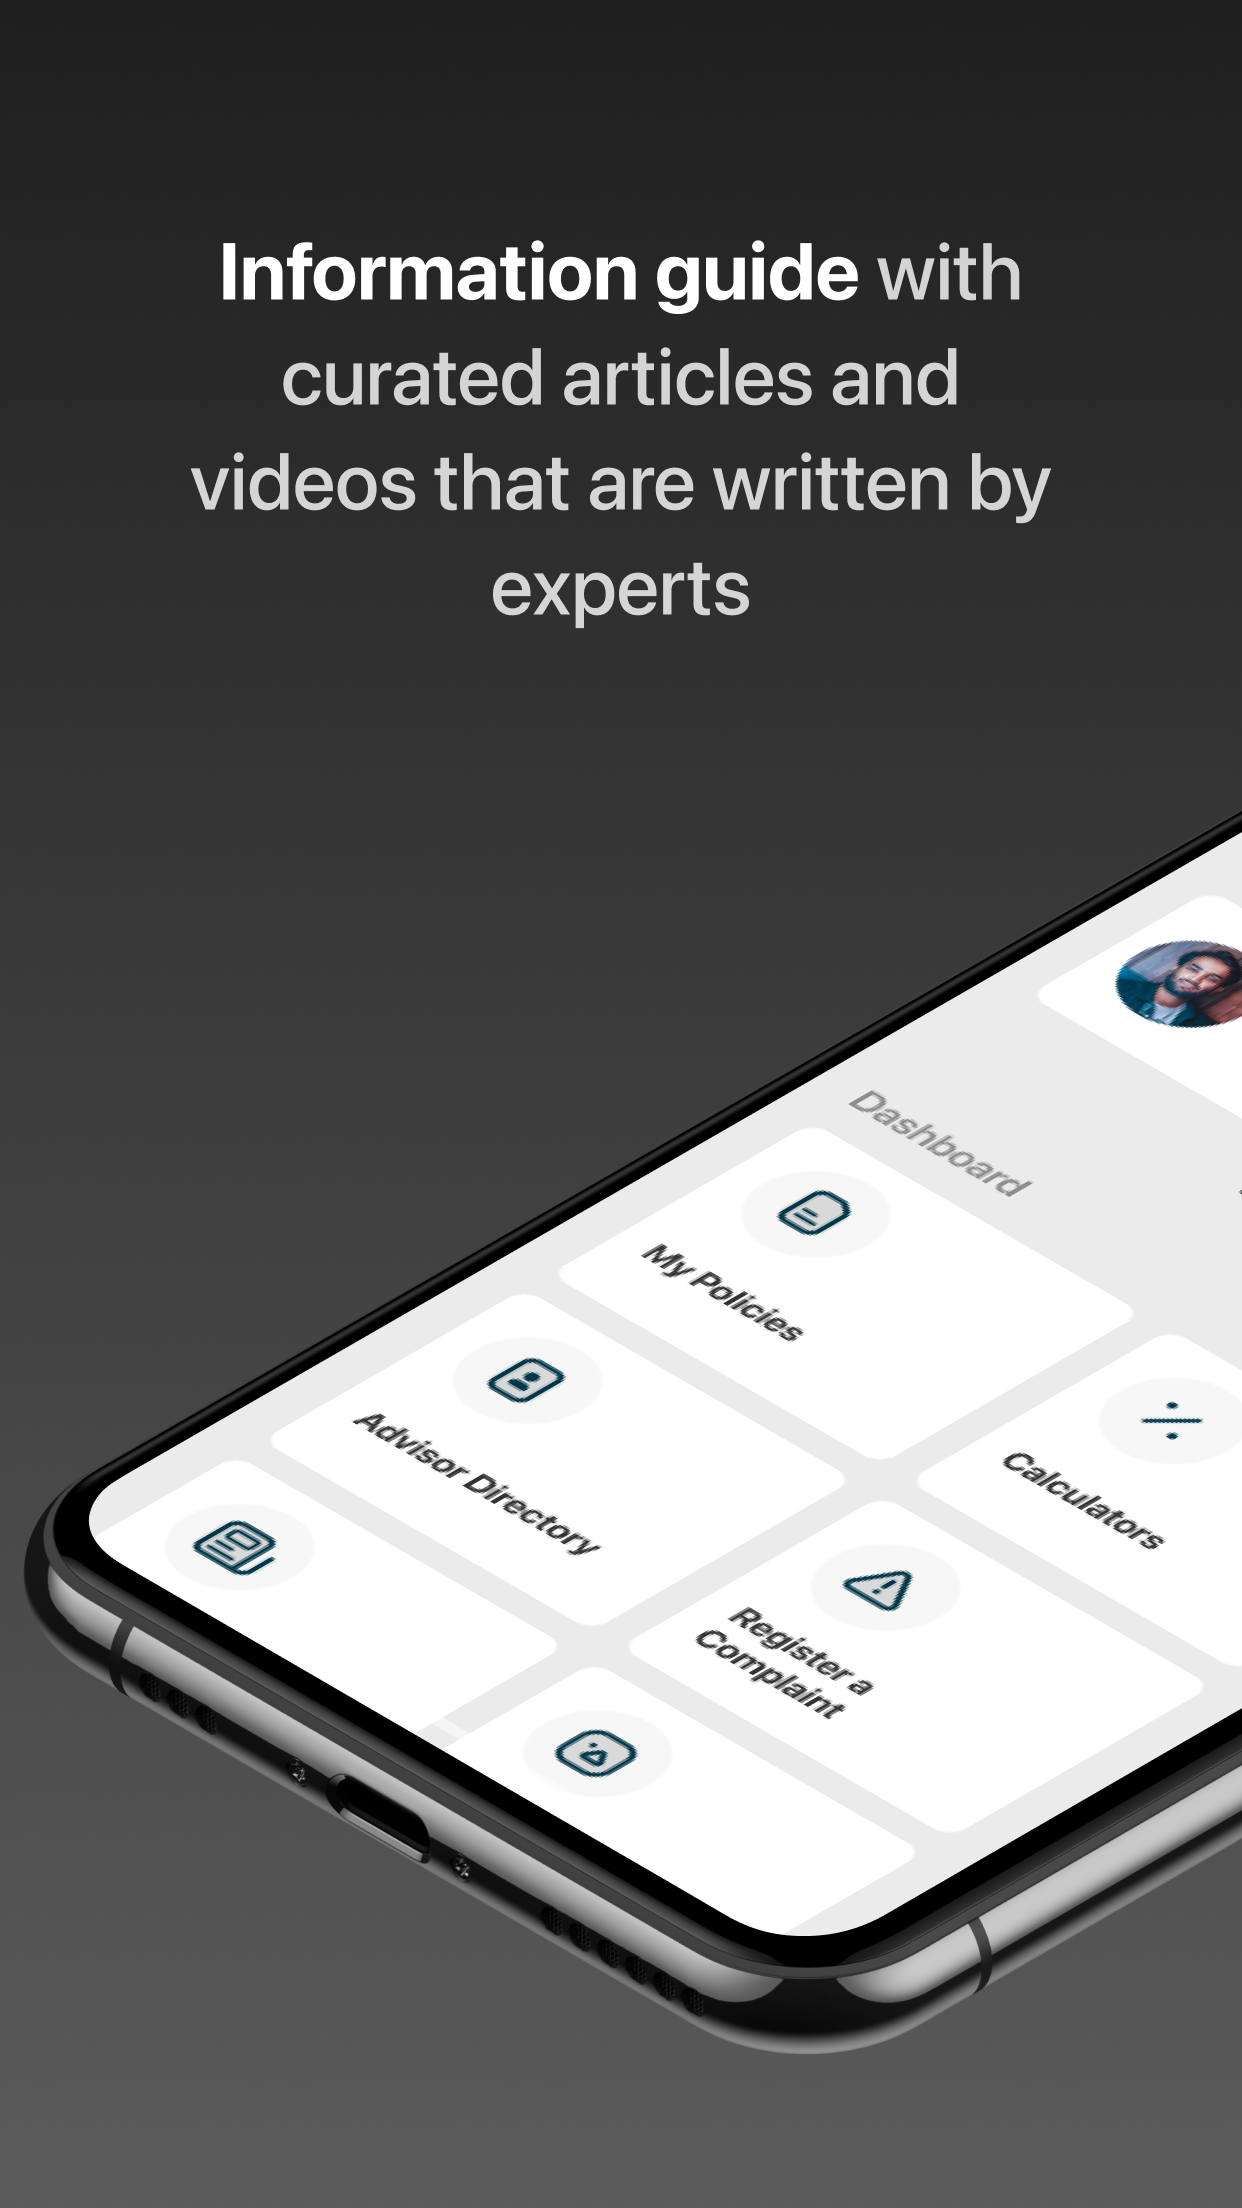 Information guide with
curated articles and
videos that are written by
experts
Dashboard
My Policies
Calculators
Advisor Directory
Register a
Complaint